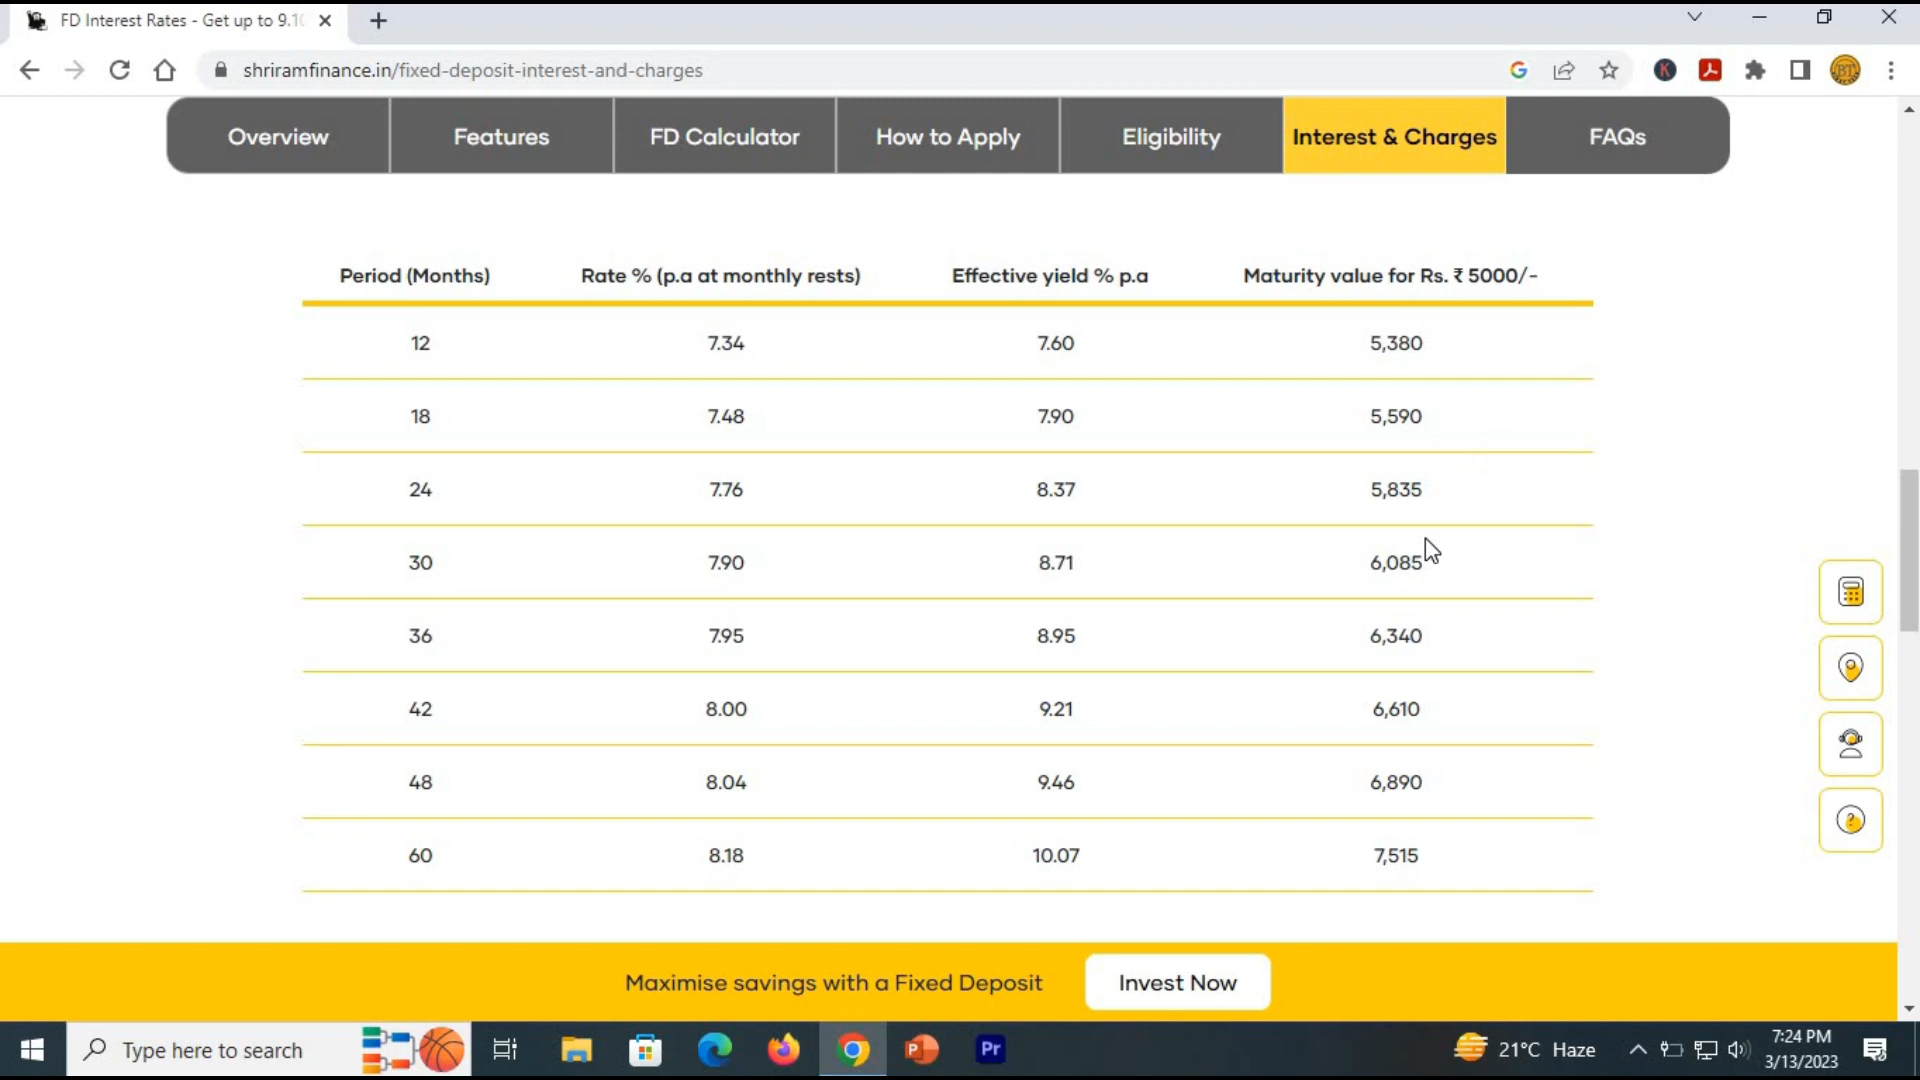 FD Interest Rates - Get up to 9.10
shriramfinance.in/fixed-deposit-interest-and-charges
Overview Features FD Calculator How to Apply Eligibility Interest & Charges FAQs
Period (Months) Rate % (p.a at monthly rests) Effective yield % p.a Maturity value for Rs. ₹ 5000/-
12 7.34 7.60 5,380
18 7.48 7.90 5,590
24 7.76 8.37 5,835
30 7.90 8.71 6,085
36 7.95 8.95 6,340
42 8.00 9.21 6,610
48 8.04 9.46 6,890
60 8.18 10.07 7,515
Maximise savings with a Fixed Deposit Invest Now
Type here to search Pr 21°C Haze 7:24 PM
3/13/2023